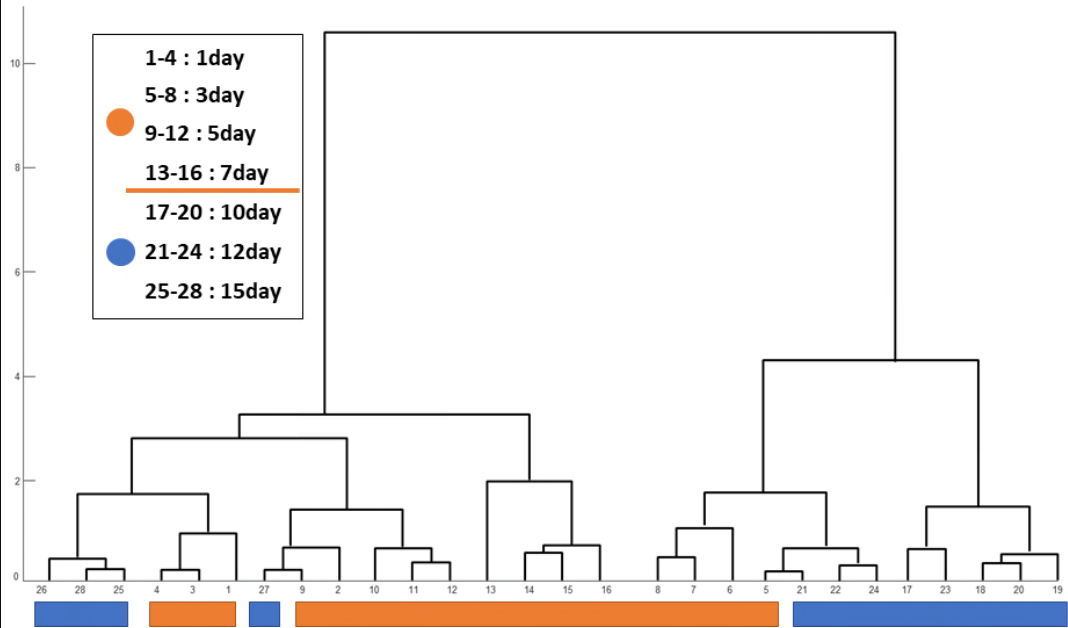 10
8
6
4
2
0
1-4 : 1day
5-8 : 3day
9-12 : 5day
13-16 : 7day
17-20 : 10day
21-24 : 12day
25-28 : 15day
26 28 25 4 3 1 27 9 2 10 11 12 13 14 15 16 8 7 6 5 21 22 24 17 23 18 20 19